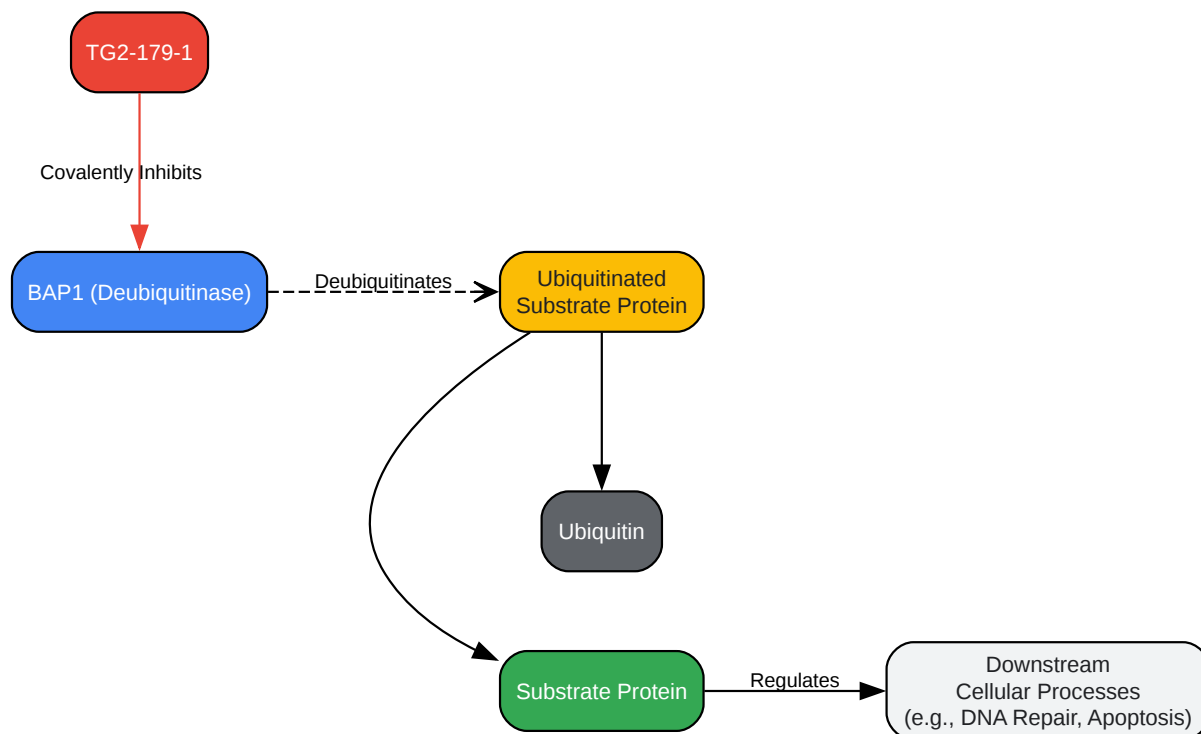 TG2-179-1
Covalently Inhibits
BAP1 (Deubiquitinase)
Deubiquitinates
Ubiquitinated
Substrate Protein
Ubiquitin
Substrate Protein
Regulates
Downstream
Cellular Processes
(e.g., DNA Repair, Apoptosis)